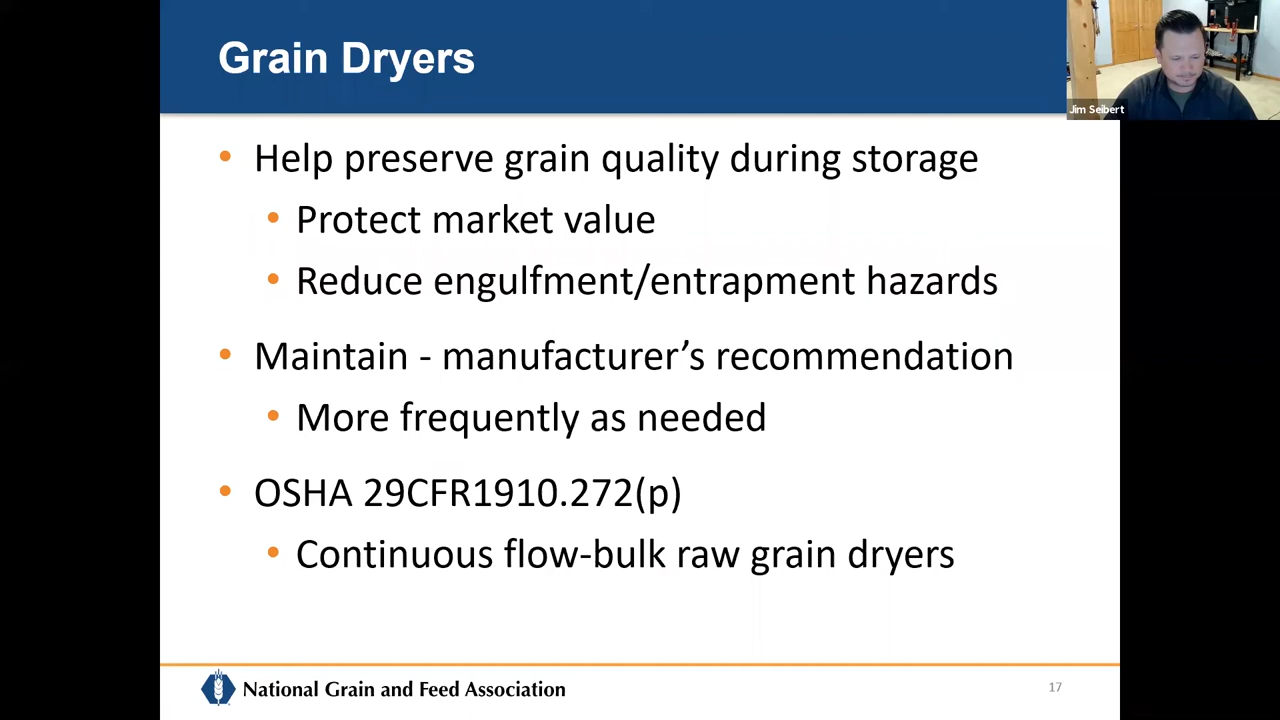 Grain Dryers
Jim Seibert
• Help preserve grain quality during storage
• Protect market value
• Reduce engulfment/entrapment hazards
• Maintain - manufacturer’s recommendation
• More frequently as needed
• OSHA 29CFR1910.272(p)
• Continuous flow-bulk raw grain dryers
National Grain and Feed Association
17